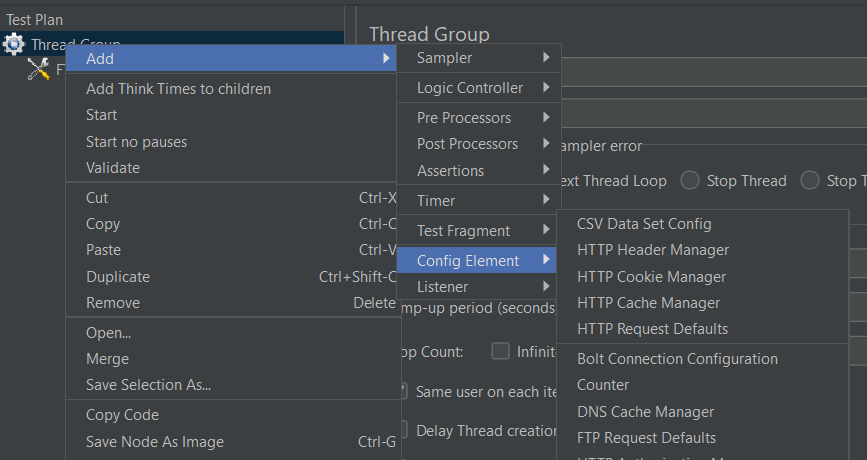 Test Plan
Thread Group
Thread Group
F
Add
Add Think Times to children
Start
Start no pauses
Validate
Cut Ctrl-X
Copy Ctrl-C
Paste Ctrl-V
Duplicate Ctrl+Shift-C
Remove Delete
Open...
Merge
Save Selection As...
Copy Code
Save Node As Image Ctrl-G
Sampler
Logic Controller
Pre Processors
Post Processors
Assertions
Timer
Test Fragment
Config Element
Listener
ampler error
ext Thread Loop Stop Thread Stop T
mp-up period (seconds
op Count: Infinit
Same user on each ite
Delay Thread creation
CSV Data Set Config
HTTP Header Manager
HTTP Cookie Manager
HTTP Cache Manager
HTTP Request Defaults
Bolt Connection Configuration
Counter
DNS Cache Manager
FTP Request Defaults